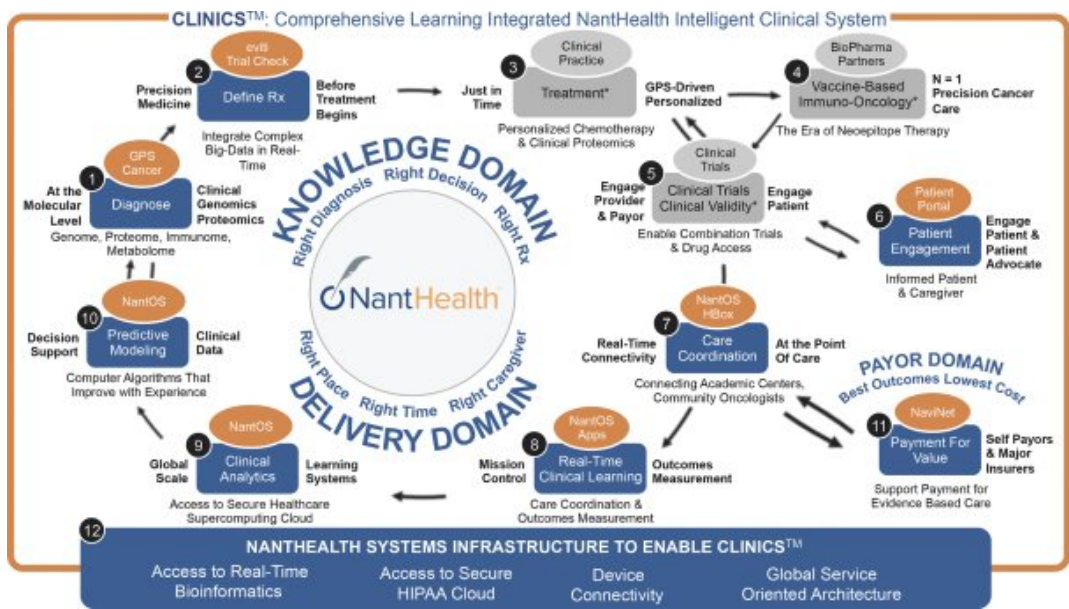 CLINICS™: Comprehensive Learning Integrated NantHealth Intelligent Clinical System
2
eviti
Trial Check
Precision
Medicine
Define Rx
Before
Treatment
Begins
Integrate Complex
Big-Data in Real-
Time
3
Clinical
Practice
Just in
Time
Treatment*
GPS-Driven
Personalized
Personalized Chemotherapy
& Clinical Proteomics
4
BioPharma
Partners
Vaccine-Based
Immuno-Oncology*
N = 1
Precision Cancer
Care
The Era of Neoepitope Therapy
1
GPS
Cancer
At the
Molecular
Level
Diagnose
Clinical
Genomics
Proteomics
Genome, Proteome, Immunome,
Metabolome
KNOWLEDGE DOMAIN
Right Diagnosis Right Decision Right Rx
NantHealth
Right Place Right Time Right Caregiver
DELIVERY DOMAIN
5
Clinical
Trials
Engage
Provider
& Payor
Clinical Trials
Clinical Validity*
Engage
Patient
Enable Combination Trials
& Drug Access
6
Patient
Portal
Patient
Engagement
Engage
Patient &
Patient
Advocate
Informed Patient
& Caregiver
10
NantOS
Decision
Support
Predictive
Modeling
Clinical
Data
Computer Algorithms That
Improve with Experience
7
NantOS
HBox
Real-Time
Connectivity
Care
Coordination
At the Point
Of Care
Connecting Academic Centers,
Community Oncologists
PAYOR DOMAIN
Best Outcomes Lowest Cost
11
NaviNet
Payment For
Value
Self Payors
& Major
Insurers
Support Payment for
Evidence Based Care
9
NantOS
Global
Scale
Clinical
Analytics
Learning
Systems
Access to Secure Healthcare
Supercomputing Cloud
8
NantOS
Apps
Mission
Control
Real-Time
Clinical Learning
Outcomes
Measurement
Care Coordination &
Outcomes Measurement
12
NANTHEALTH SYSTEMS INFRASTRUCTURE TO ENABLE CLINICS™
Access to Real-Time
Bioinformatics
Access to Secure
HIPAA Cloud
Device
Connectivity
Global Service
Oriented Architecture